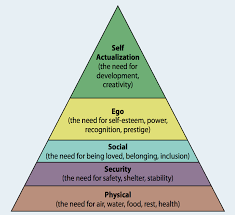 Self
Actualization
(the need for
development,
creativity)
Ego
(the need for self-esteem, power,
recognition, prestige)
Social
(the need for being loved, belonging, inclusion)
Security
(the need for safety, shelter, stability)
Physical
(the need for air, water, food, rest, health)